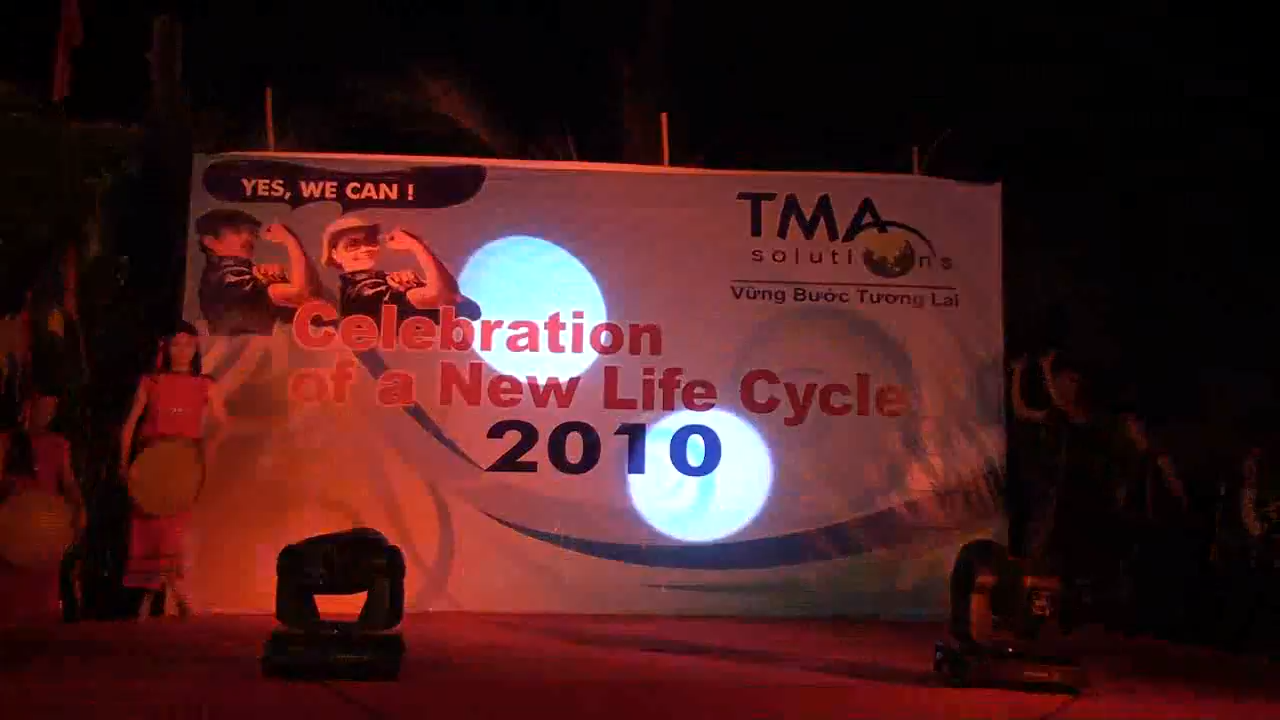 YES, WE CAN !
TMA
solutions
Vững Bước Tương Lai
Celebration
of a New Life Cycle
2010